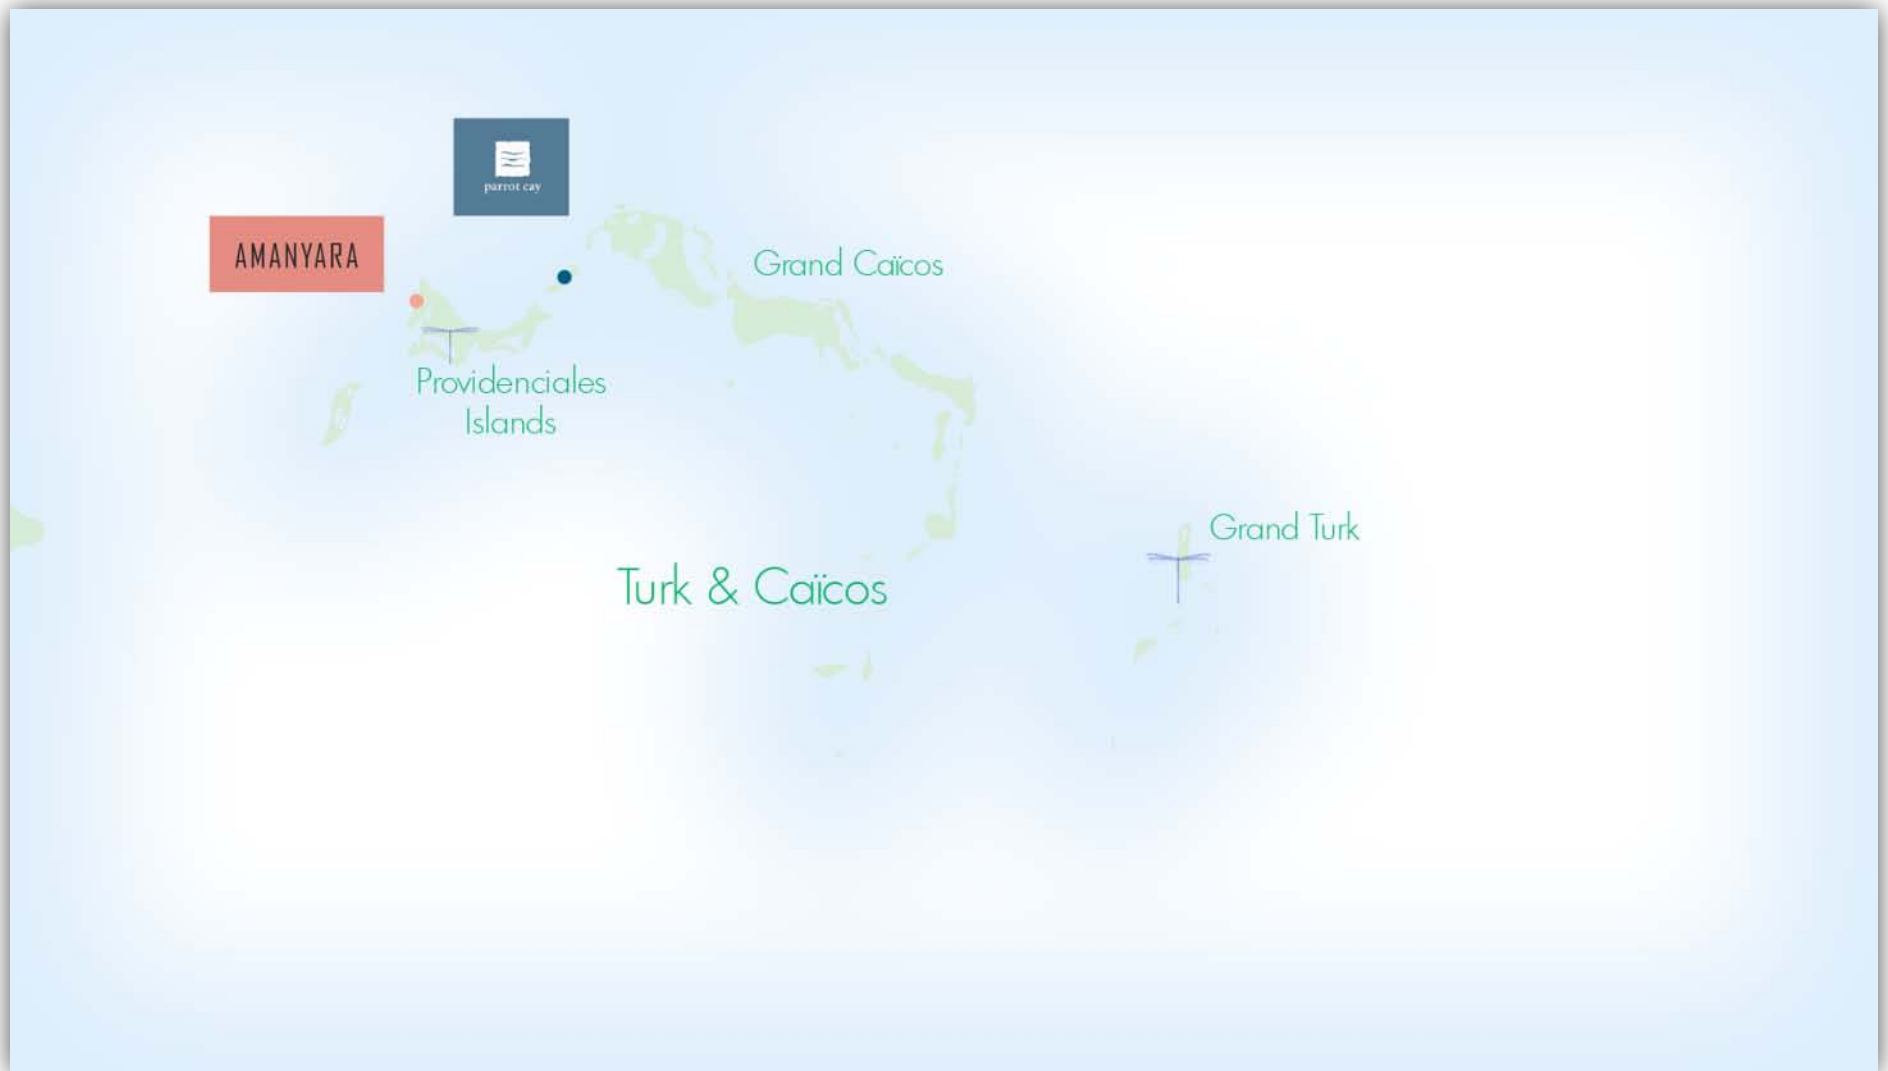 parrot cay
AMANYARA
Grand Caïcos
Providenciales
Islands
Grand Turk
Turk & Caïcos